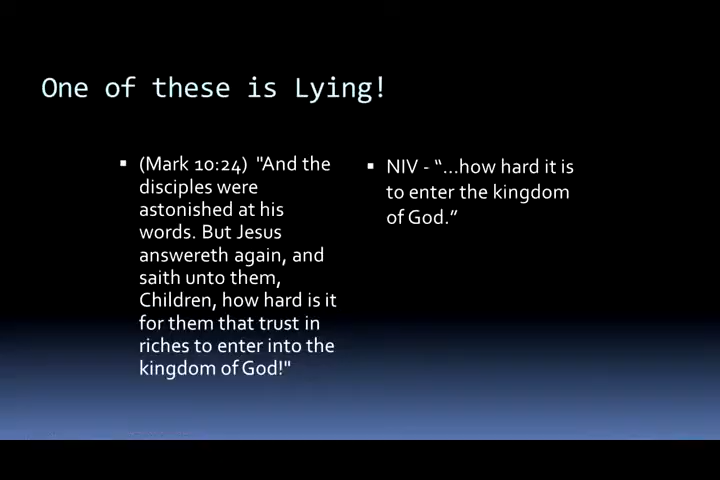 One of these is Lying!
▪ (Mark 10:24) "And the
disciples were
astonished at his
words. But Jesus
answereth again, and
saith unto them,
Children, how hard is it
for them that trust in
riches to enter into the
kingdom of God!"
▪ NIV - “…how hard it is
to enter the kingdom
of God.”